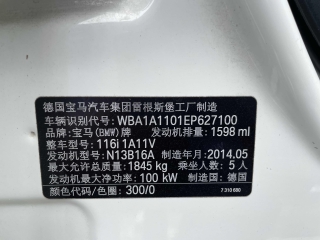 德国宝马汽车集团雷根斯堡工厂制造
车辆识别代号：WBA1A1101EP627100
品牌：宝马(BMW)牌 发动机排量：1598 ml
整车型号：116i 1A11V
发动机型号：N13B16A 制造年月：2014.05
最大允许总质量：1845 kg 乘坐人数：5 人
发动机最大净功率：100 kW 制造国：德国
颜色代码/色圈：300/0 7 310 680